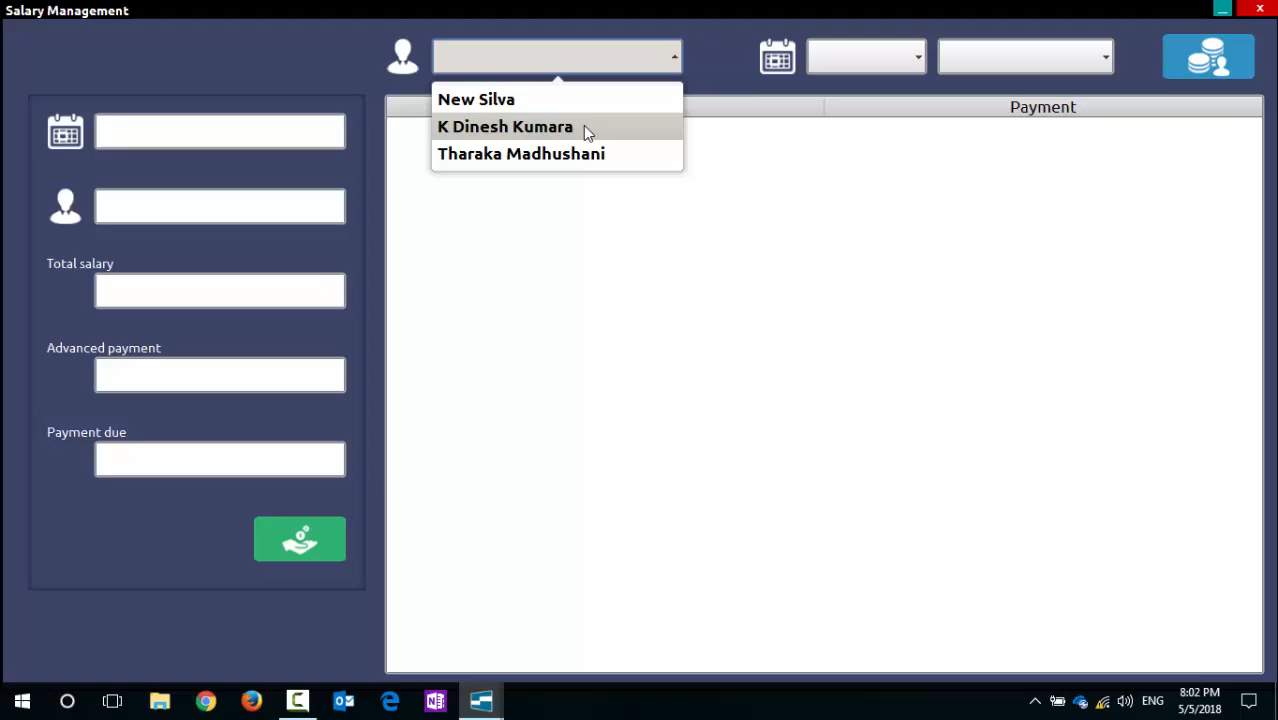 Salary Management
New Silva
K Dinesh Kumara
Tharaka Madhushani
Payment
Total salary
Advanced payment
Payment due
ENG
8:02 PM
5/5/2018